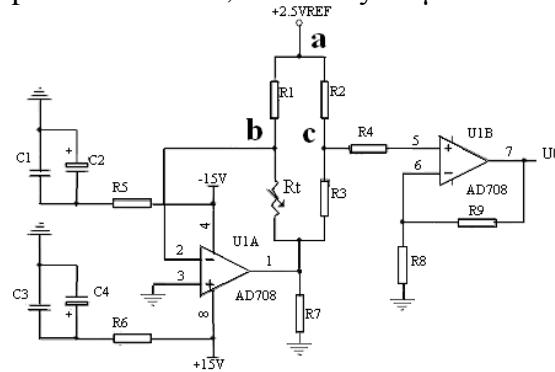 +2.5VREF
a
R1
R2
b
c
R4
5
U1B
7
U0
6
AD708
C1
C2
+
R5
-15V
Rt
R3
R9
4
2
U1A
1
3
AD708
R8
C3
C4
+
R6
8
R7
+15V